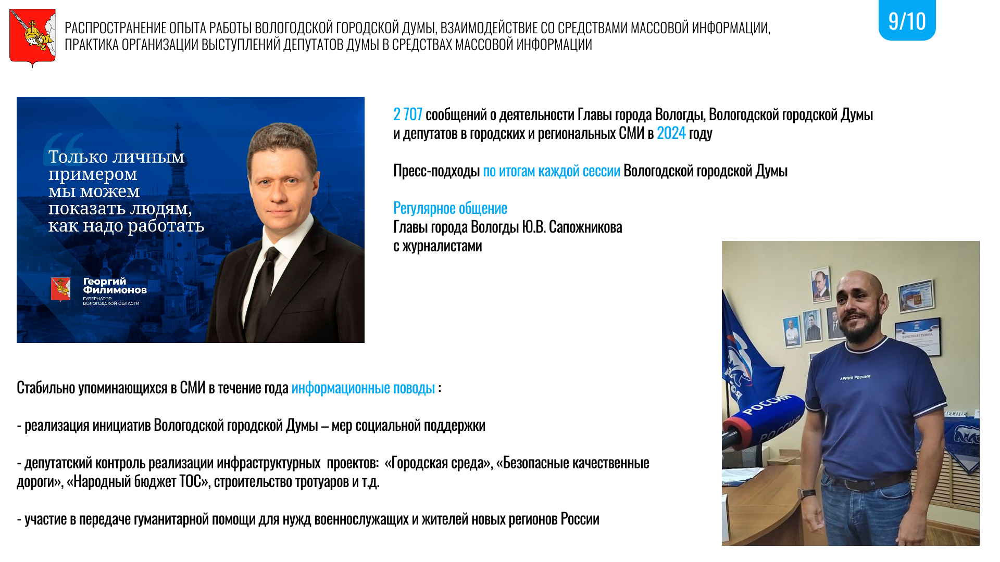 РАСПРОСТРАНЕНИЕ ОПЫТА РАБОТЫ ВОЛОГОДСКОЙ ГОРОДСКОЙ ДУМЫ, ВЗАИМОДЕЙСТВИЕ СО СРЕДСТВАМИ МАССОВОЙ ИНФОРМАЦИИ,
ПРАКТИКА ОРГАНИЗАЦИИ ВЫСТУПЛЕНИЙ ДЕПУТАТОВ ДУМЫ В СРЕДСТВАХ МАССОВОЙ ИНФОРМАЦИИ
9/10
Только личным
примером
мы можем
показать людям,
как надо работать
Георгий
Филимонов
ГУБЕРНАТОР
ВОЛОГОДСКОЙ ОБЛАСТИ
2 707 сообщений о деятельности Главы города Вологды, Вологодской городской Думы
и депутатов в городских и региональных СМИ в 2024 году
Пресс-подходы по итогам каждой сессии Вологодской городской Думы
Регулярное общение
Главы города Вологды Ю.В. Сапожникова
с журналистами
ПОЧЕТНАЯ ГРАМОТА
АРМИЯ РОССИИ
РОССИЯ
РОССИЯ
Стабильно упоминающихся в СМИ в течение года информационные поводы :
- реализация инициатив Вологодской городской Думы – мер социальной поддержки
- депутатский контроль реализации инфраструктурных  проектов:  «Городская среда», «Безопасные качественные
дороги», «Народный бюджет ТОС», строительство тротуаров и т.д.
- участие в передаче гуманитарной помощи для нужд военнослужащих и жителей новых регионов России